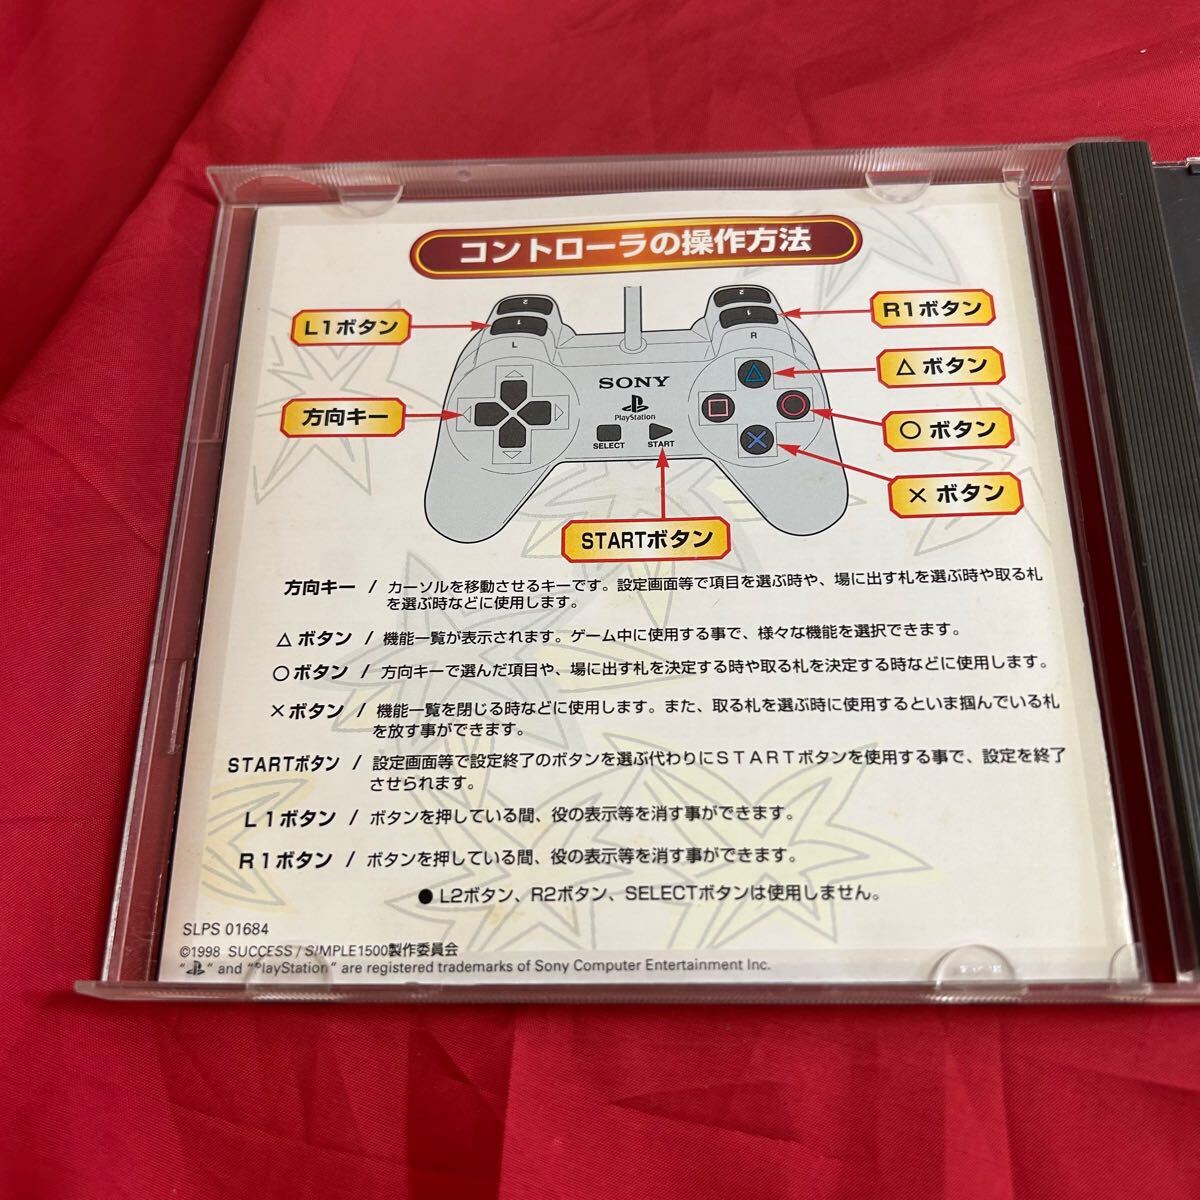 コントローラの操作方法
L1ボタン
R1ボタン
△ ボタン
方向キー
○ ボタン
× ボタン
STARTボタン
2
1
L
2
1
R
SONY
PlayStation
SELECT
START
方向キー / カーソルを移動させるキーです。設定画面等で項目を選ぶ時や、場に出す札を選ぶ時や取る札
を選ぶ時などに使用します。
△ ボタン / 機能一覧が表示されます。ゲーム中に使用する事で、様々な機能を選択できます。
○ ボタン / 方向キーで選んだ項目や、場に出す札を決定する時や取る札を決定する時などに使用します。
×ボタン / 機能一覧を閉じる時などに使用します。また、取る札を選ぶ時に使用するといま掴んでいる札
を放す事ができます。
STARTボタン / 設定画面等で設定終了のボタンを選ぶ代わりにSTARTボタンを使用する事で、設定を終了
させられます。
L1ボタン / ボタンを押している間、役の表示等を消す事ができます。
R1ボタン / ボタンを押している間、役の表示等を消す事ができます。
● L2ボタン、R2ボタン、SELECTボタンは使用しません。
SLPS 01684
©1998 SUCCESS / SIMPLE1500製作委員会
" " and "PlayStation" are registered trademarks of Sony Computer Entertainment Inc.